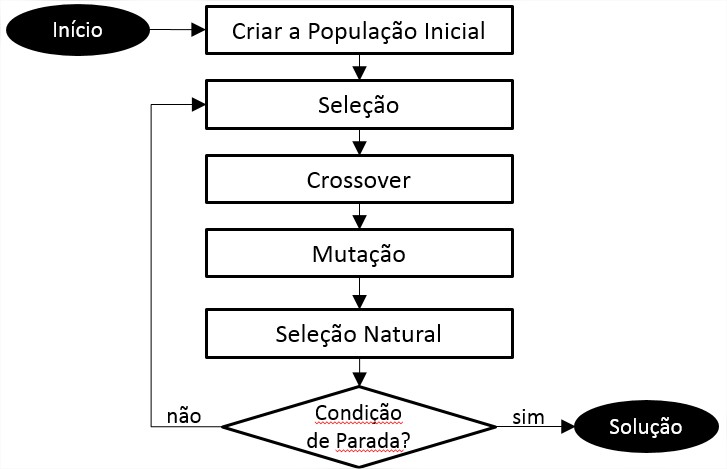 Início
Criar a População Inicial
Seleção
Crossover
Mutação
Seleção Natural
Condição
de Parada?
não
sim
Solução